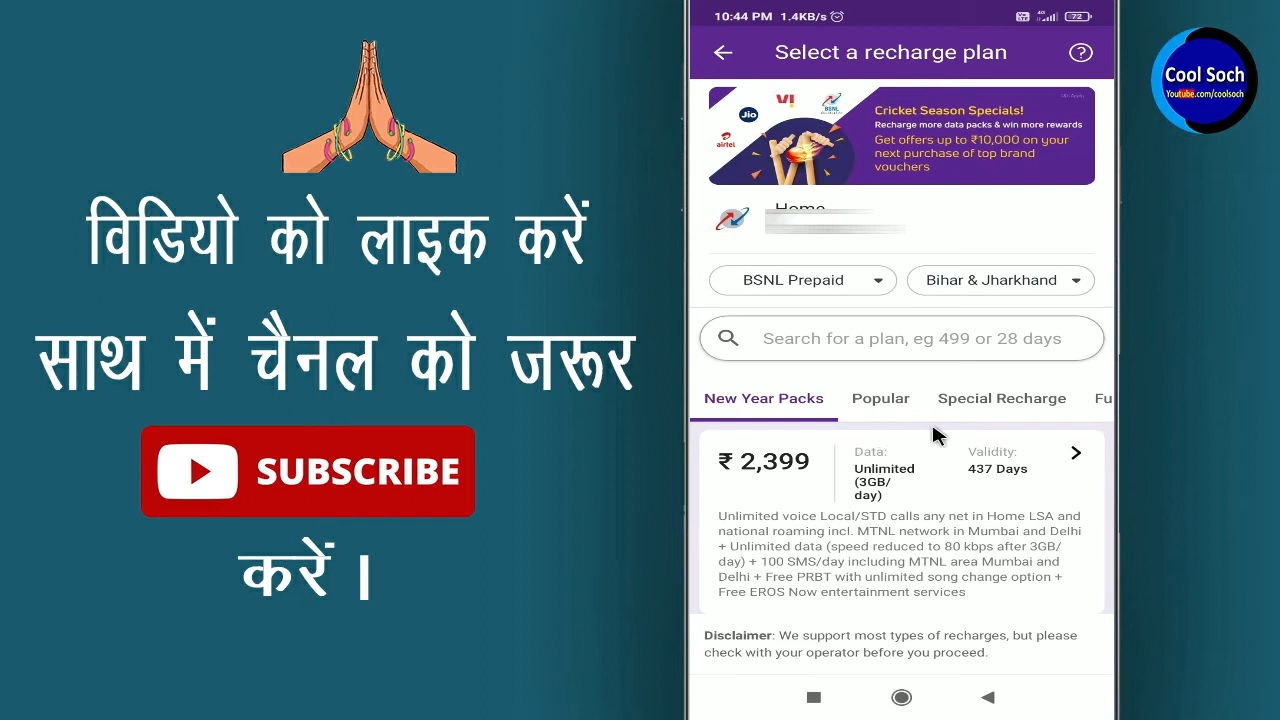 विडियो को लाइक करें
साथ में चैनल को जरूर
SUBSCRIBE
करें ।
10:44 PM 1.4KB/s
4G
72
Select a recharge plan
Jio
Vi
BSNL
airtel
Cricket Season Specials!
Recharge more data packs & win more rewards
Get offers up to ₹10,000 on your
next purchase of top brand
vouchers
Home
BSNL Prepaid
Bihar & Jharkhand
Search for a plan, eg 499 or 28 days
New Year Packs
Popular
Special Recharge
Fu
₹ 2,399
Data:
Unlimited
(3GB/
day)
Validity:
437 Days
Unlimited voice Local/STD calls any net in Home LSA and
national roaming incl. MTNL network in Mumbai and Delhi
+ Unlimited data (speed reduced to 80 kbps after 3GB/
day) + 100 SMS/day including MTNL area Mumbai and
Delhi + Free PRBT with unlimited song change option +
Free EROS Now entertainment services
Disclaimer: We support most types of recharges, but please
check with your operator before you proceed.
Cool Soch
Youtube.com/coolsoch